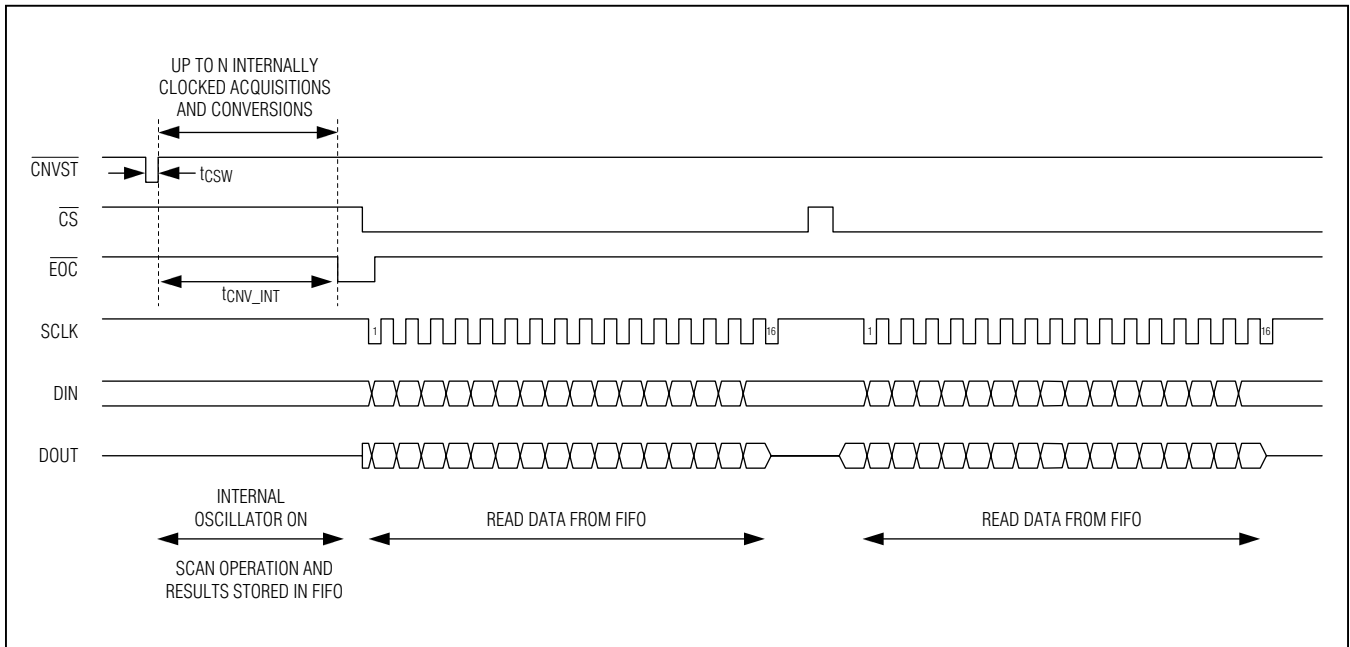 UP TO N INTERNALLY
CLOCKED ACQUISITIONS
AND CONVERSIONS
CNVST
tCSW
CS
EOC
tCNV_INT
SCLK
1
16
1
16
DIN
DOUT
INTERNAL
OSCILLATOR ON
READ DATA FROM FIFO
READ DATA FROM FIFO
SCAN OPERATION AND
RESULTS STORED IN FIFO